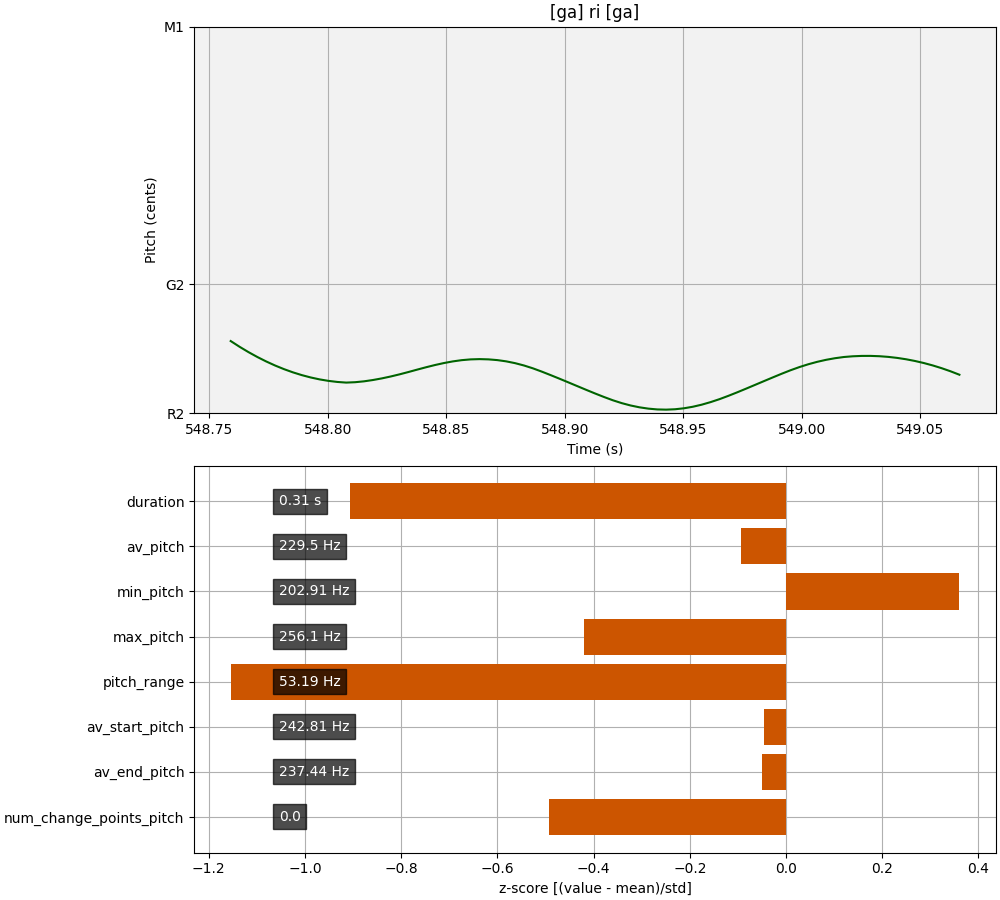 [ga] ri [ga]
M1
G2
R2
Pitch (cents)
548.75 548.80 548.85 548.90 548.95 549.00 549.05
Time (s)
duration 0.31 s
av_pitch 229.5 Hz
min_pitch 202.91 Hz
max_pitch 256.1 Hz
pitch_range 53.19 Hz
av_start_pitch 242.81 Hz
av_end_pitch 237.44 Hz
num_change_points_pitch 0.0
−1.2 −1.0 −0.8 −0.6 −0.4 −0.2 0.0 0.2 0.4
z-score [(value - mean)/std]